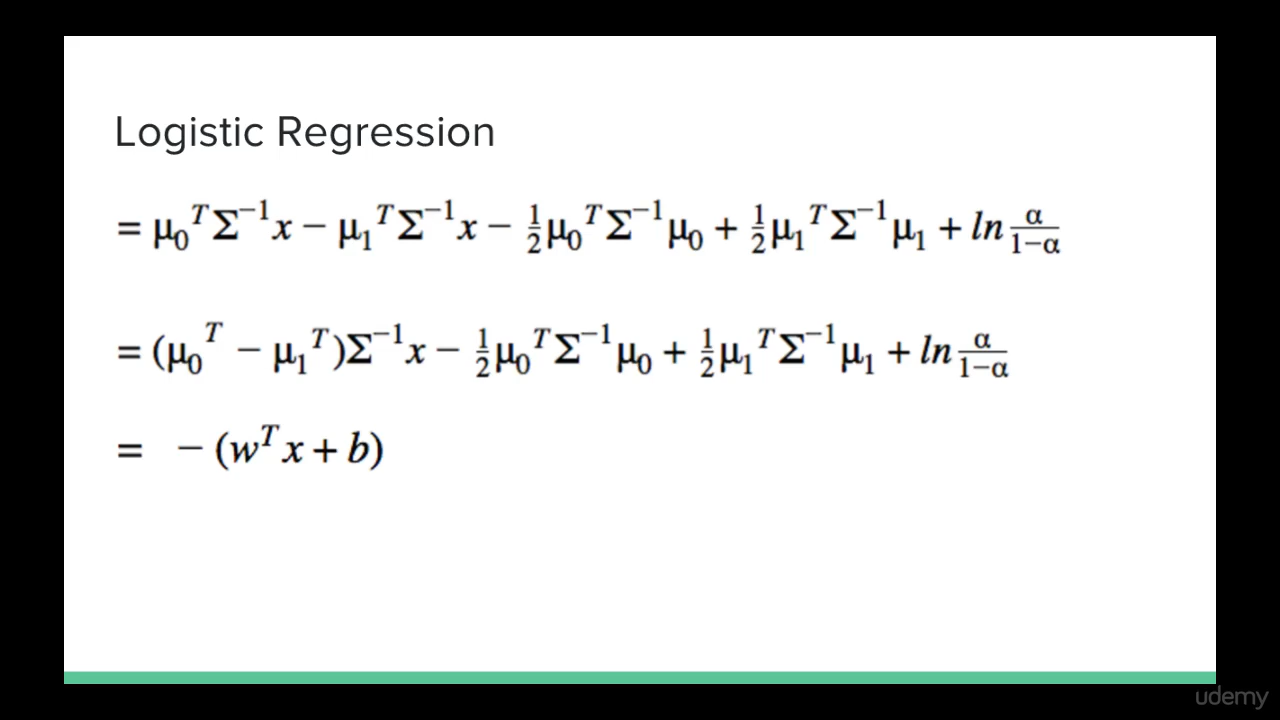 Logistic Regression
= μ₀ᵀΣ⁻¹x − μ₁ᵀΣ⁻¹x − ½μ₀ᵀΣ⁻¹μ₀ + ½μ₁ᵀΣ⁻¹μ₁ + ln α/(1−α)
= (μ₀ᵀ − μ₁ᵀ)Σ⁻¹x − ½μ₀ᵀΣ⁻¹μ₀ + ½μ₁ᵀΣ⁻¹μ₁ + ln α/(1−α)
= − (wᵀx + b)
udemy